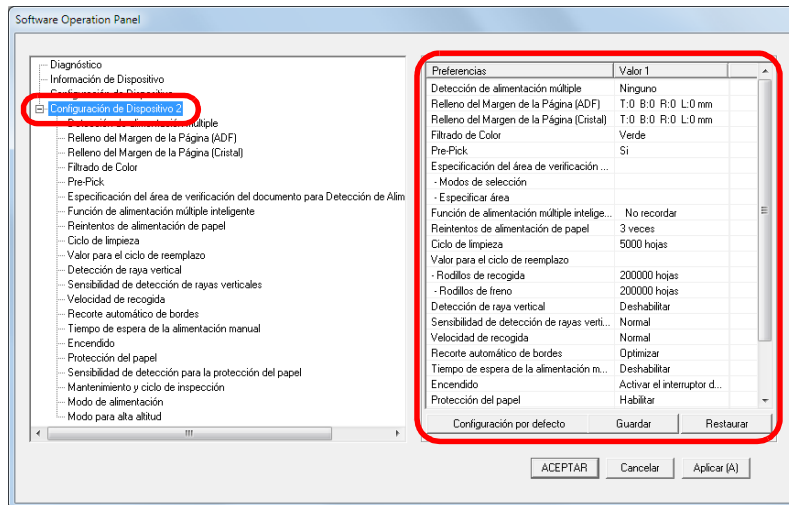 Software Operation Panel
Diagnóstico
Información de Dispositivo
Configuración de Dispositivo 2
Detección de alimentación múltiple
Relleno del Margen de la Página (ADF)
Relleno del Margen de la Página (Cristal)
Filtrado de Color
Pre-Pick
Especificación del área de verificación del documento para Detección de Alim
Función de alimentación múltiple inteligente
Reintentos de alimentación de papel
Ciclo de limpieza
Valor para el ciclo de reemplazo
Detección de raya vertical
Sensibilidad de detección de rayas verticales
Velocidad de recogida
Recorte automático de bordes
Tiempo de espera de la alimentación manual
Encendido
Protección del papel
Sensibilidad de detección para la protección del papel
Mantenimiento y ciclo de inspección
Modo de alimentación
Modo para alta altitud
Preferencias Valor 1
Detección de alimentación múltiple Ninguno
Relleno del Margen de la Página (ADF) T:0 B:0 R:0 L:0 mm
Relleno del Margen de la Página (Cristal) T:0 B:0 R:0 L:0 mm
Filtrado de Color Verde
Pre-Pick Si
Especificación del área de verificación ...
- Modos de selección
- Especificar área
Función de alimentación múltiple intelige... No recordar
Reintentos de alimentación de papel 3 veces
Ciclo de limpieza 5000 hojas
Valor para el ciclo de reemplazo
- Rodillos de recogida 200000 hojas
- Rodillos de freno 200000 hojas
Detección de raya vertical Deshabilitar
Sensibilidad de detección de rayas verti... Normal
Velocidad de recogida Normal
Recorte automático de bordes Optimizar
Tiempo de espera de la alimentación m... Deshabilitar
Encendido Activar el interruptor d...
Protección del papel Habilitar
Configuración por defecto Guardar Restaurar
ACEPTAR Cancelar Aplicar (A)